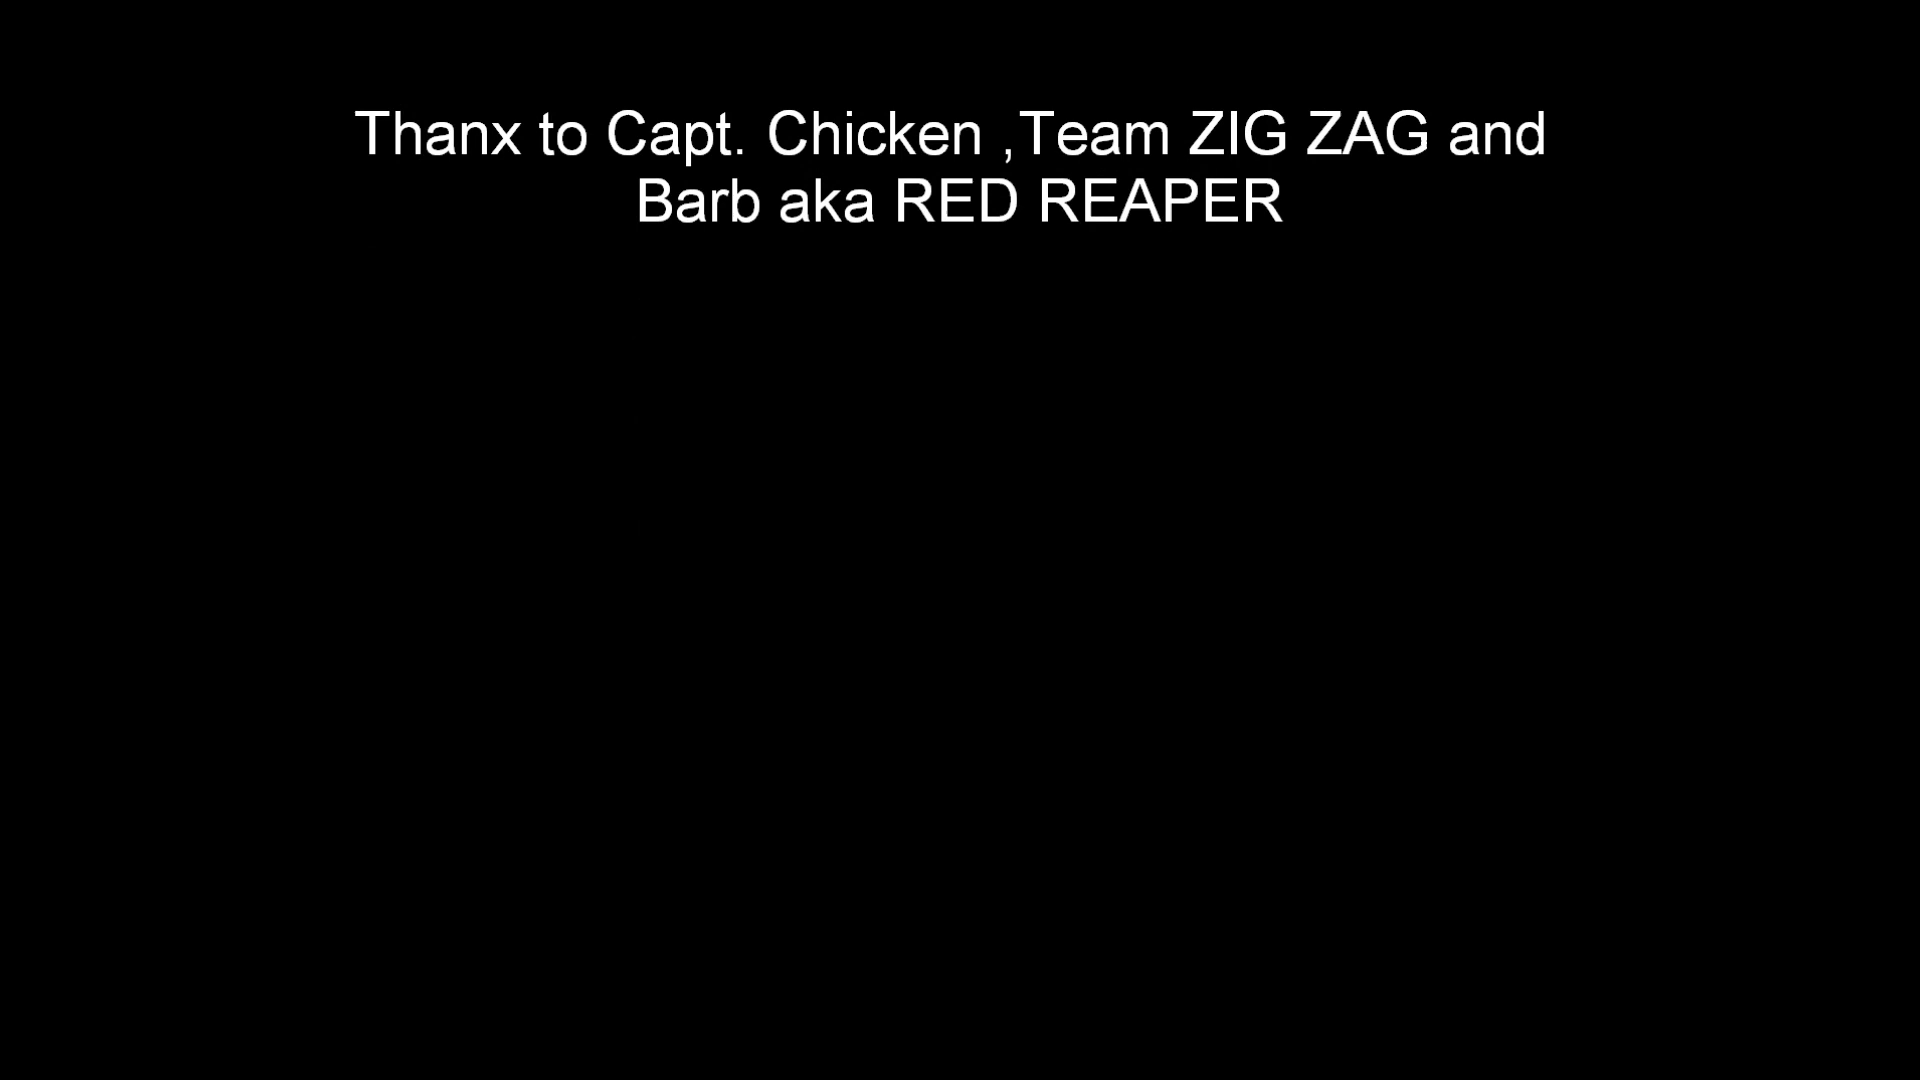 Thanx to Capt. Chicken ,Team ZIG ZAG and
Barb aka RED REAPER